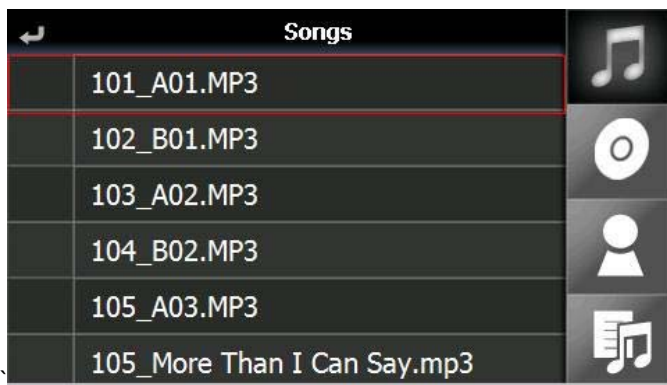 Songs
101_A01.MP3
102_B01.MP3
103_A02.MP3
104_B02.MP3
105_A03.MP3
105_More Than I Can Say.mp3
`